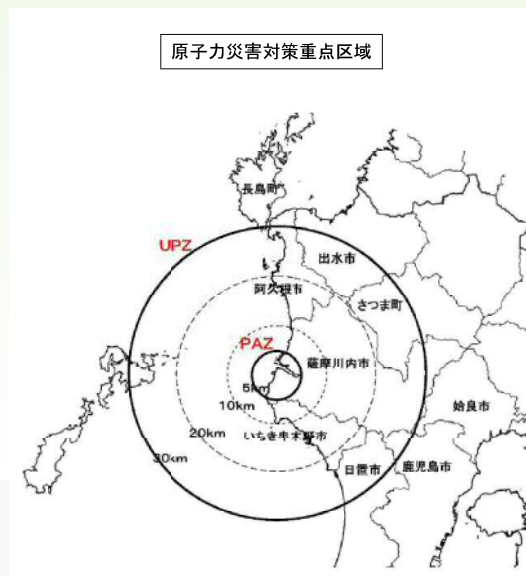 原子力災害対策重点区域
長島町
UPZ
出水市
阿久根市
さつま町
PAZ
薩摩川内市
5km
10km
姶良市
20km
いちき串木野市
30km
日置市
鹿児島市